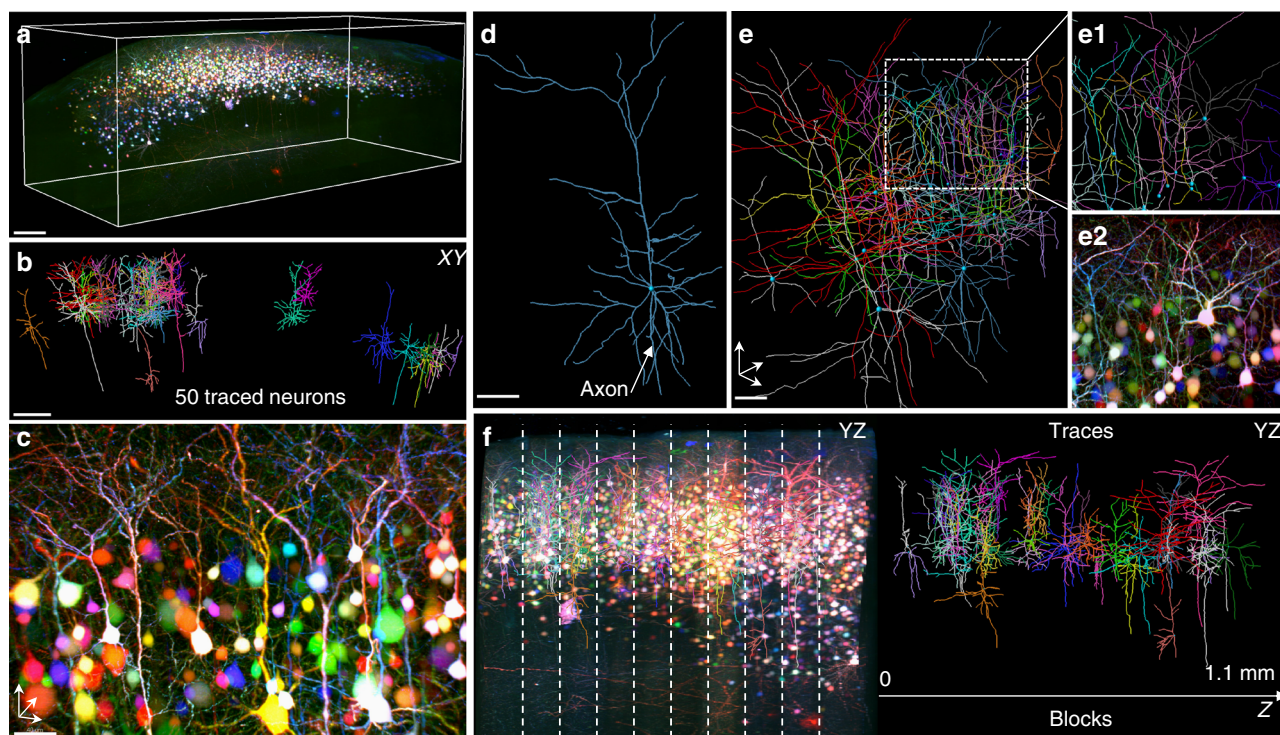 a
b
XY
50 traced neurons
c
d
Axon
e
e1
e2
f
YZ
Traces
YZ
0
1.1 mm
Z
Blocks